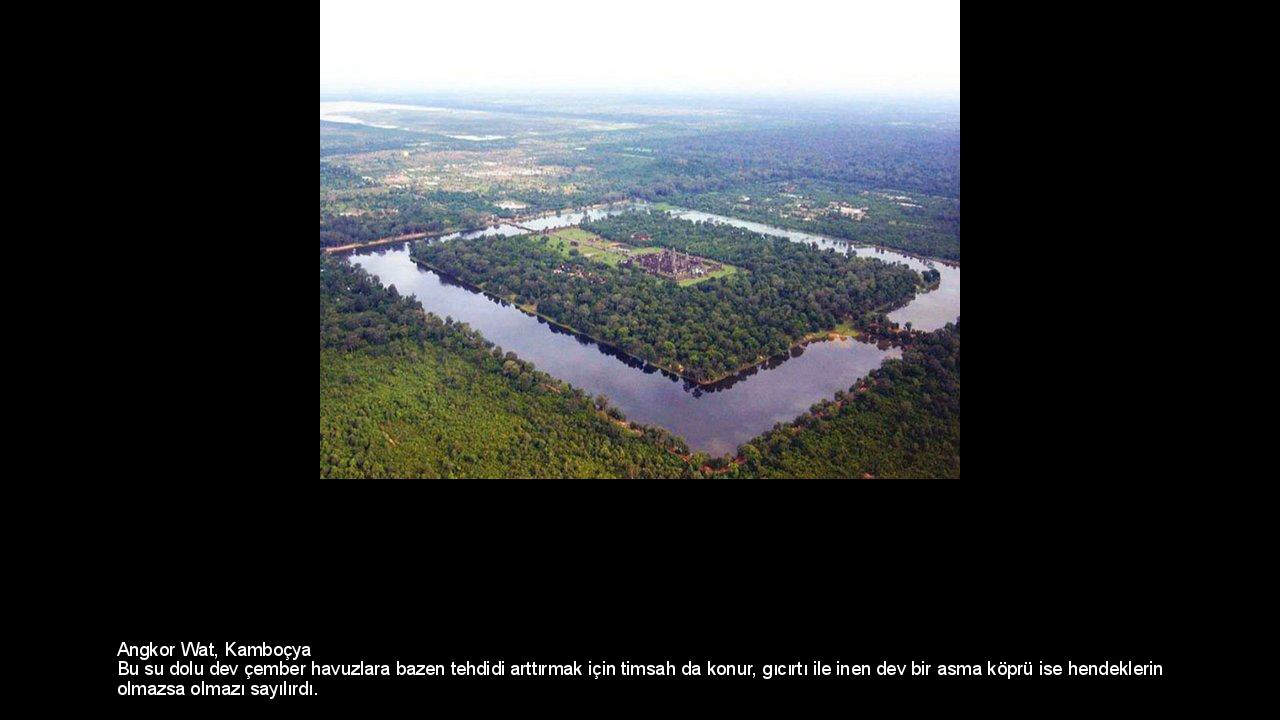 Angkor Wat, Kamboçya
Bu su dolu dev çember havuzlara bazen tehdidi arttırmak için timsah da konur, gıcırtı ile inen dev bir asma köprü ise hendeklerin
olmazsa olmazı sayılırdı.